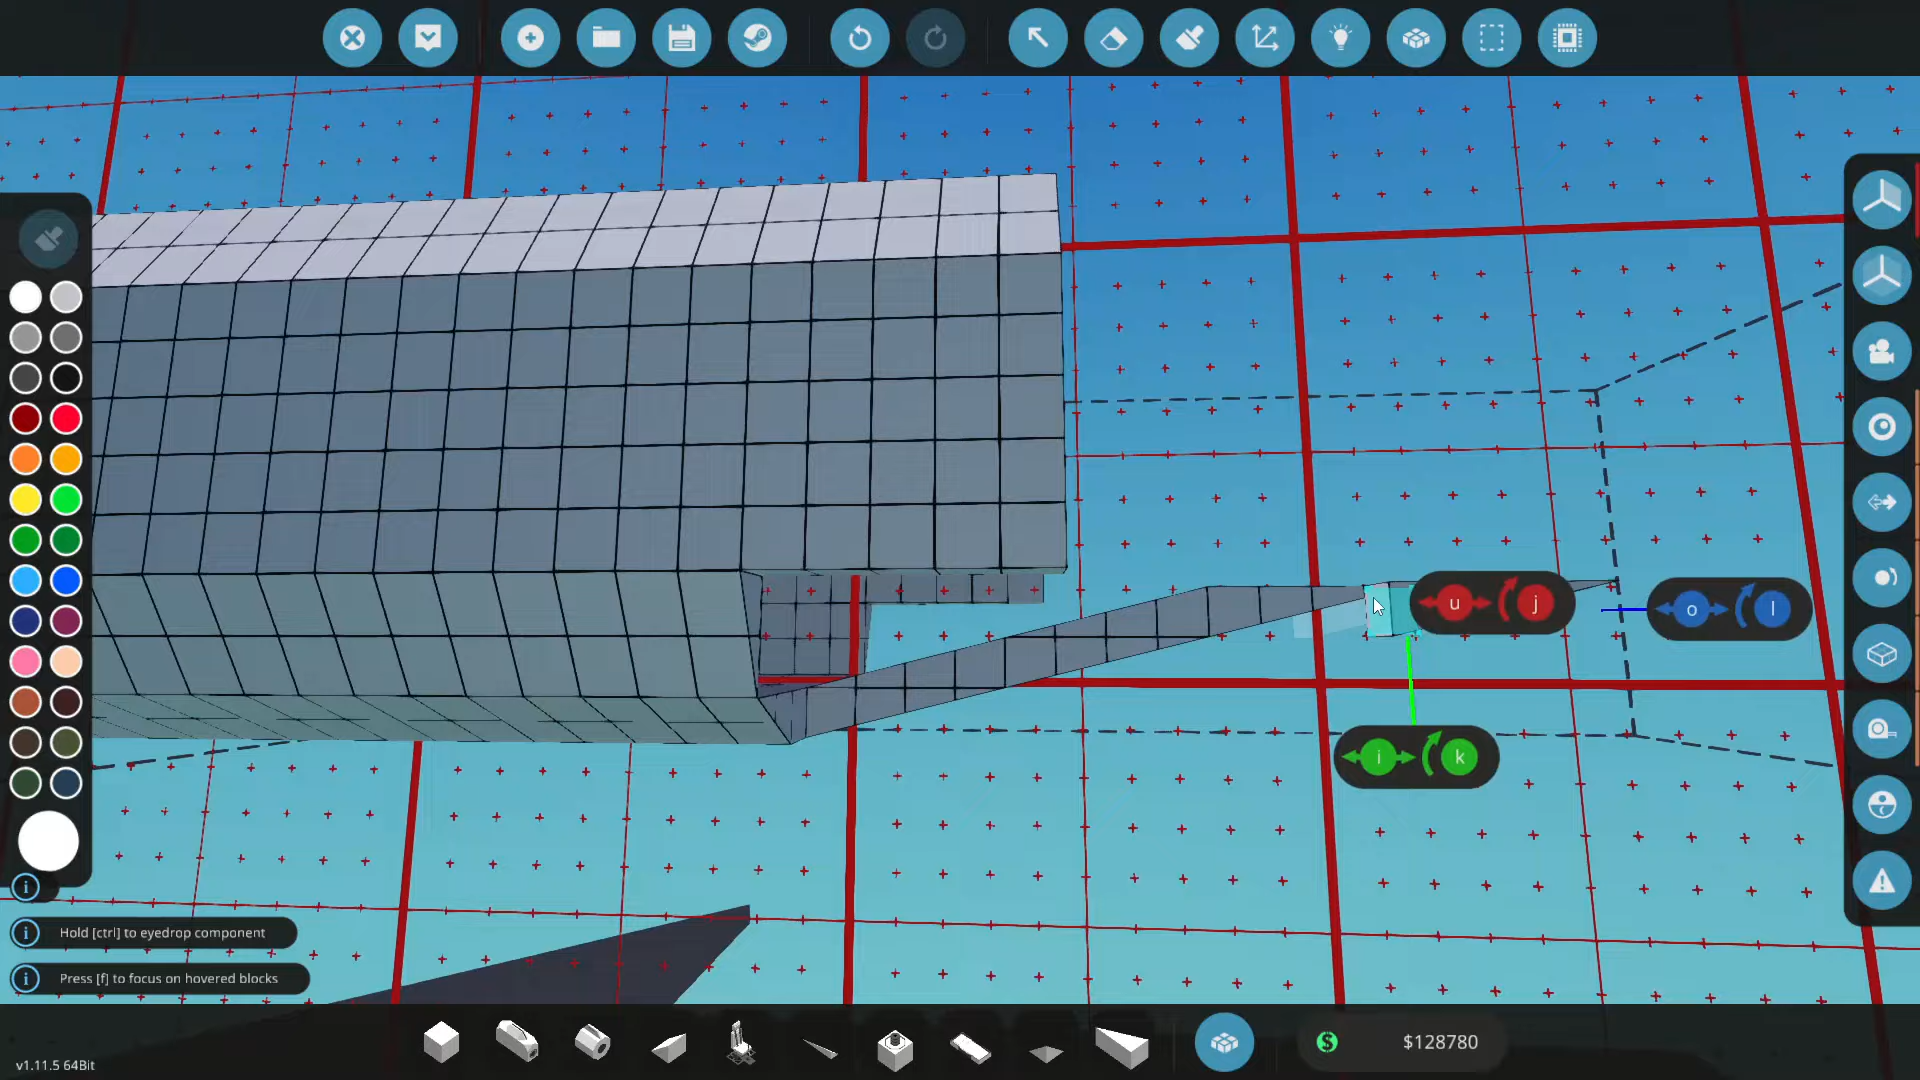 u j
o l
i k
i
i Hold [ctrl] to eyedrop component
i Press [f] to focus on hovered blocks
$ $128780
v1.11.5 64Bit